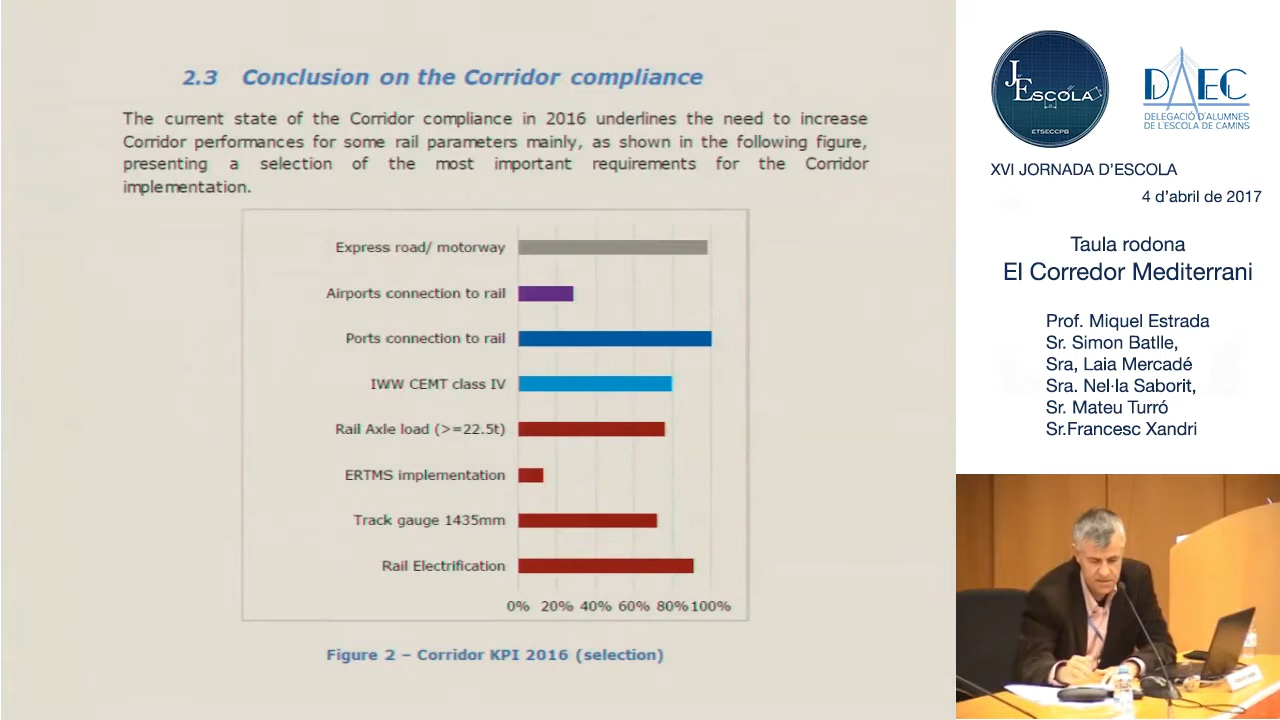 2.3 Conclusion on the Corridor compliance
The current state of the Corridor compliance in 2016 underlines the need to increase
Corridor performances for some rail parameters mainly, as shown in the following figure,
presenting a selection of the most important requirements for the Corridor
implementation.
Express road/ motorway
Airports connection to rail
Ports connection to rail
IWW CEMT class IV
Rail Axle load (>=22.5t)
ERTMS implementation
Track gauge 1435mm
Rail Electrification
0% 20% 40% 60% 80% 100%
Figure 2 – Corridor KPI 2016 (selection)
J
ESCOLA
ETSECCPB
DAEC
DELEGACIÓ D'ALUMNES
DE L'ESCOLA DE CAMINS
XVI JORNADA D'ESCOLA
4 d'abril de 2017
Taula rodona
El Corredor Mediterrani
Prof. Miquel Estrada
Sr. Simon Batlle,
Sra, Laia Mercadé
Sra. Nel·la Saborit,
Sr. Mateu Turró
Sr.Francesc Xandri